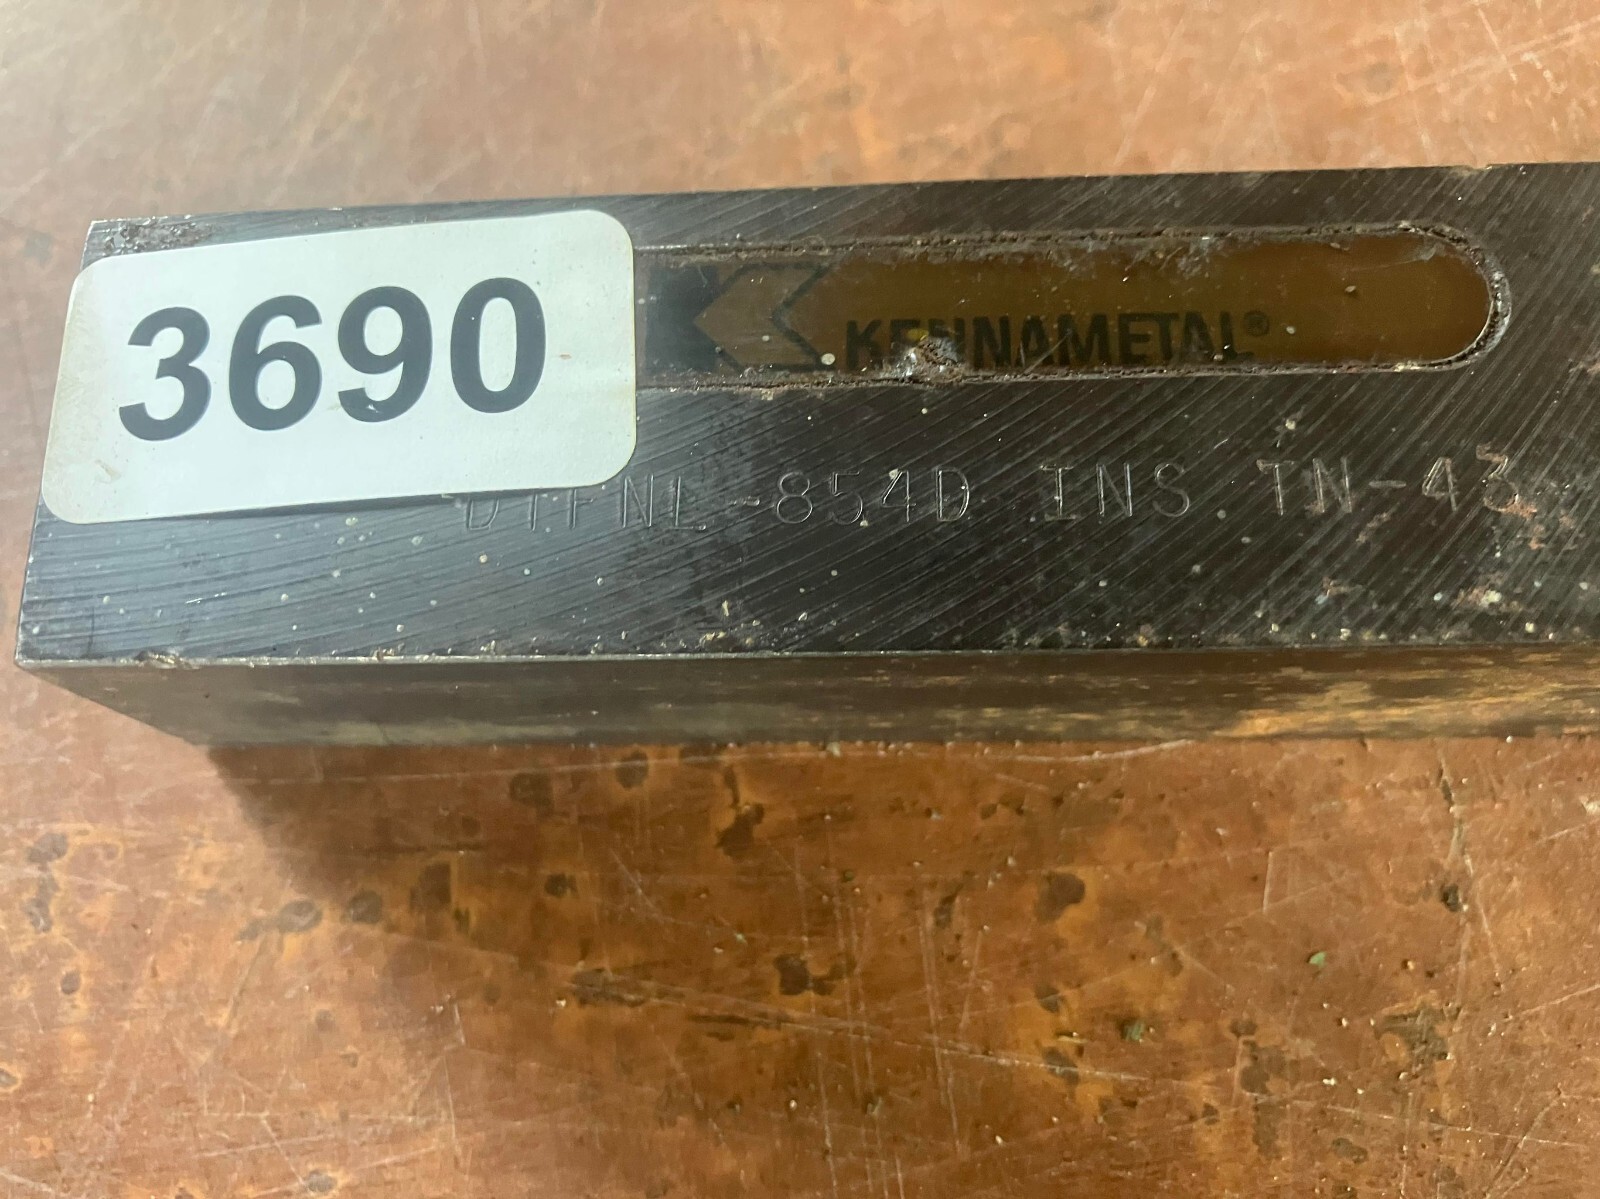 3690
KENNAMETAL®
DTFNL-854D INS TN-43